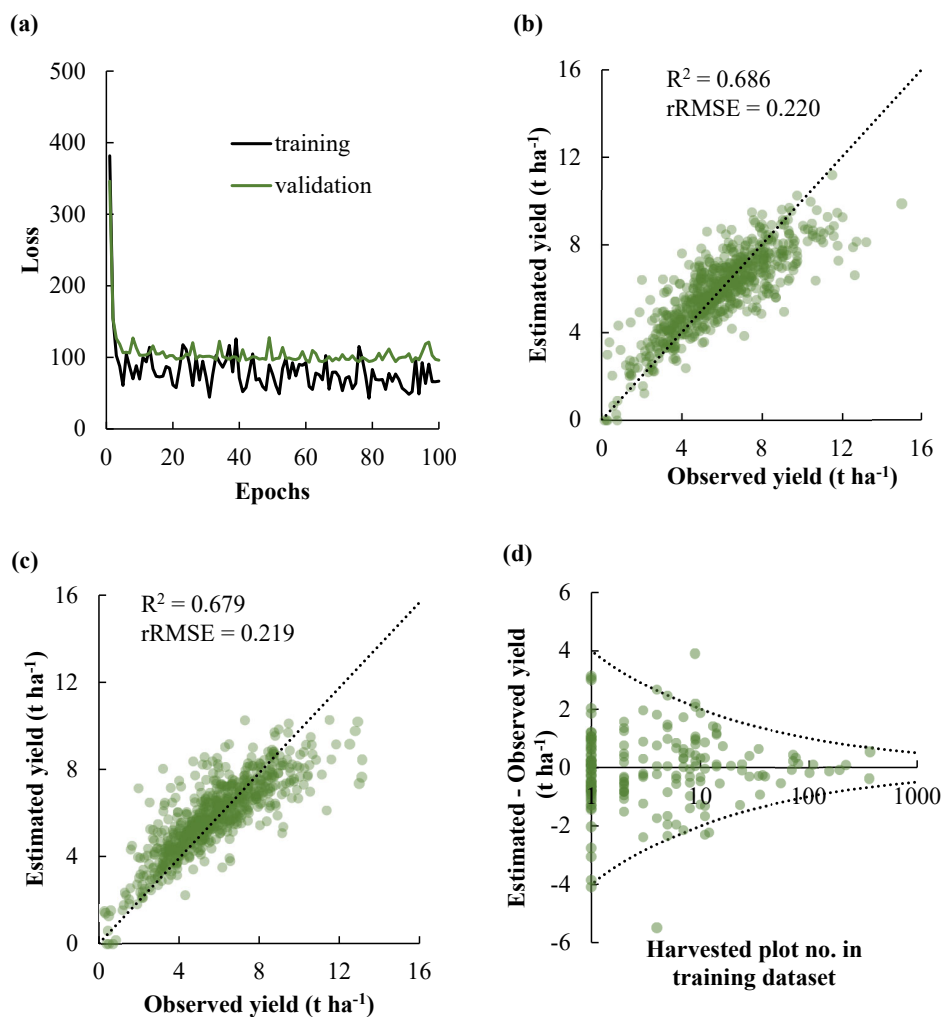 (a)
500
400
300
200
100
0
Loss
training
validation
0 20 40 60 80 100
Epochs
(b)
16
12
8
4
0
Estimated yield (t ha⁻¹)
R² = 0.686
rRMSE = 0.220
0 4 8 12 16
Observed yield (t ha⁻¹)
(c)
16
12
8
4
0
Estimated yield (t ha⁻¹)
R² = 0.679
rRMSE = 0.219
0 4 8 12 16
Observed yield (t ha⁻¹)
(d)
6
4
2
0
-2
-4
-6
Estimated - Observed yield
(t ha⁻¹)
1 10 100 1000
Harvested plot no. in
training dataset